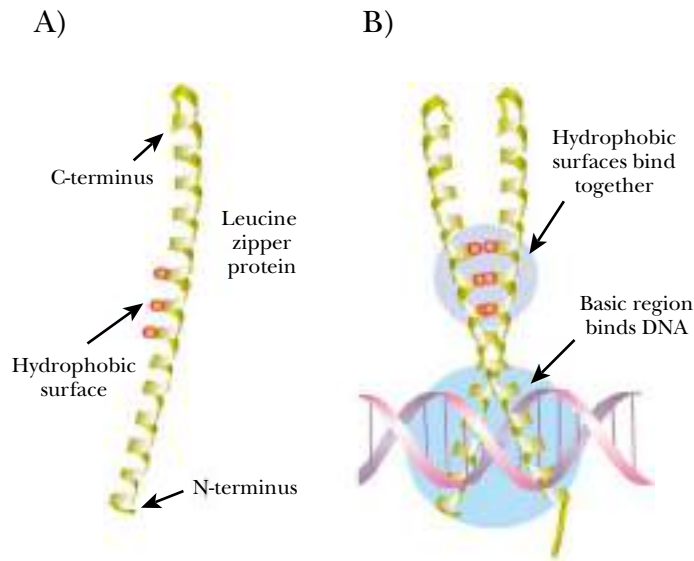 A)
C-terminus
Leucine
zipper
protein
Hydrophobic
surface
N-terminus
B)
Hydrophobic
surfaces bind
together
Basic region
binds DNA